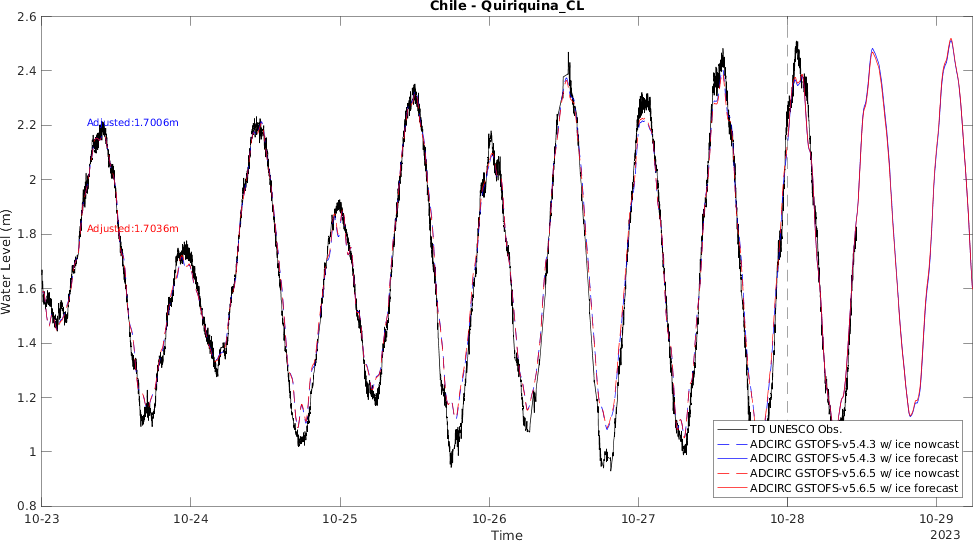 Chile - Quiriquina_CL
2.6
2.4
2.2
2
1.8
1.6
1.4
1.2
1
0.8
Water Level (m)
Adjusted:1.7006m
Adjusted:1.7036m
TD UNESCO Obs.
ADCIRC GSTOFS-v5.4.3 w/ ice nowcast
ADCIRC GSTOFS-v5.4.3 w/ ice forecast
ADCIRC GSTOFS-v5.6.5 w/ ice nowcast
ADCIRC GSTOFS-v5.6.5 w/ ice forecast
10-23 10-24 10-25 10-26 10-27 10-28 10-29
Time
2023